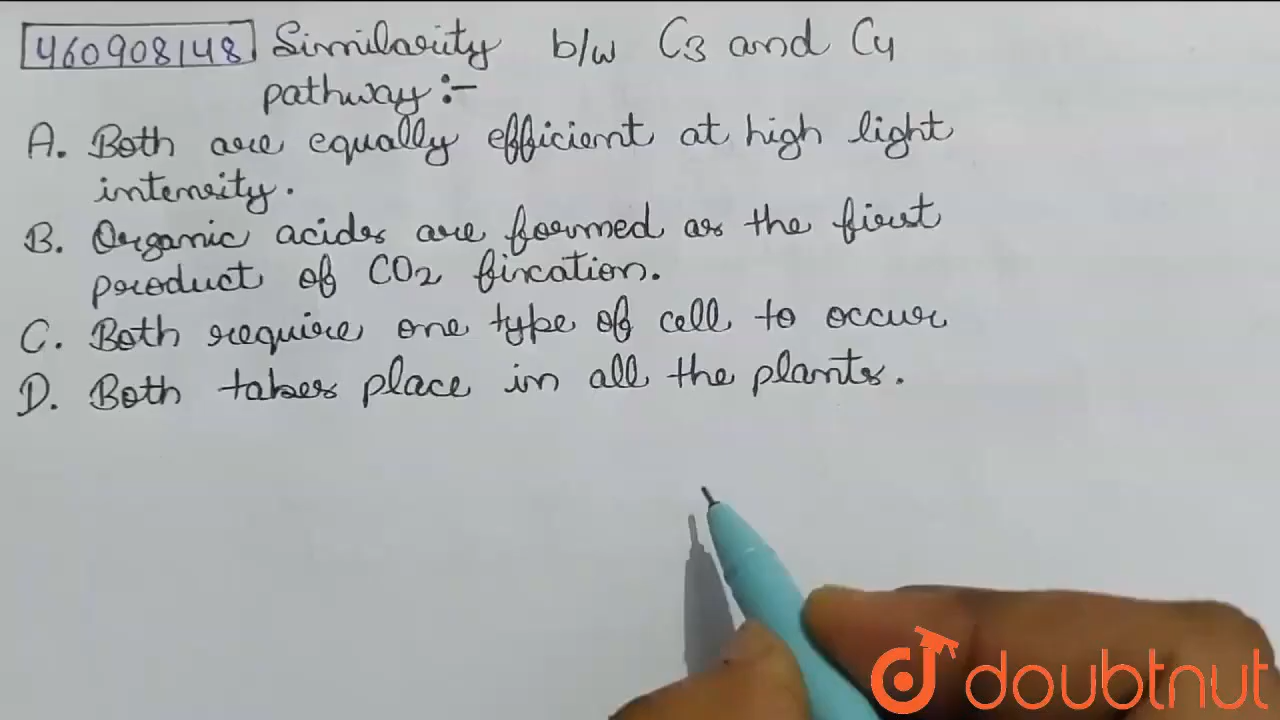 460908148 Similarity b/w C3 and C4
pathway :-
A. Both are equally efficient at high light
intensity.
B. Organic acids are formed as the first
product of CO2 fixation.
C. Both require one type of cell to occur
D. Both takes place in all the plants.
doubtnut